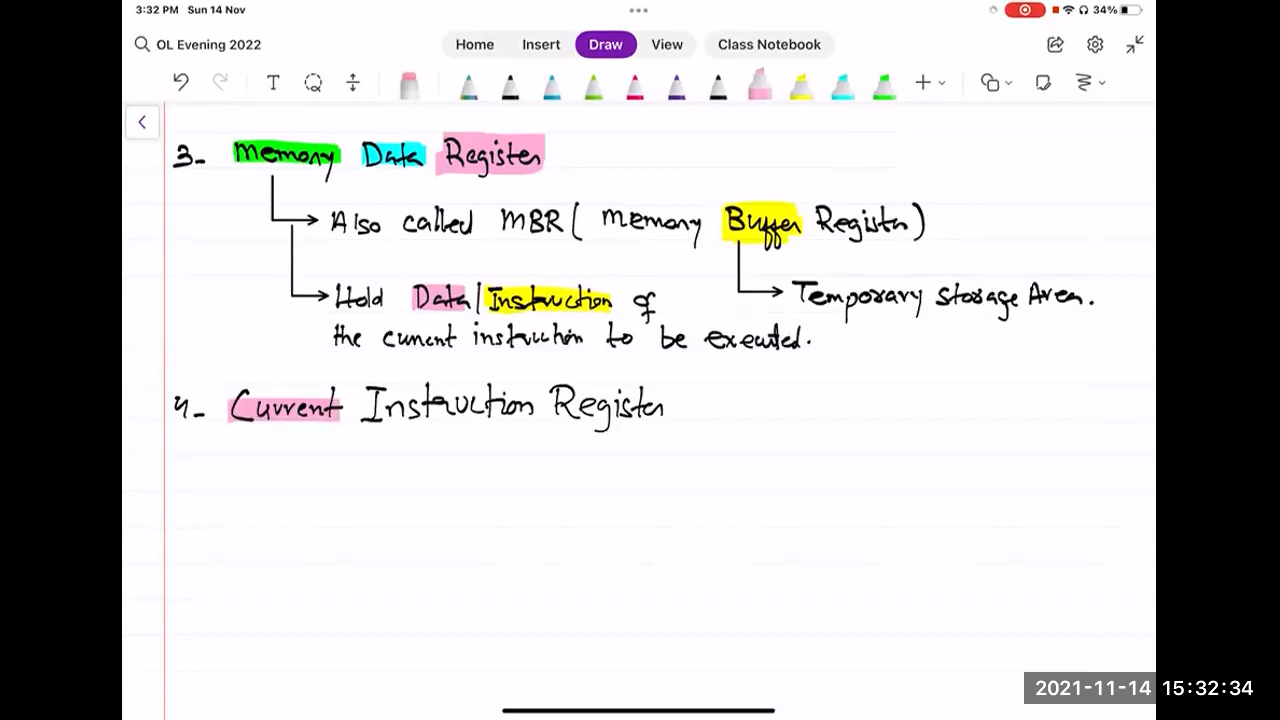 3:32 PM Sun 14 Nov
34%
OL Evening 2022
Home Insert Draw View Class Notebook
3- Memory Data Register
Also called MBR ( Memory Buffer Register )
Hold Data / Instruction of
Temporary Storage Area.
the current instruction to be executed.
4- Current Instruction Register
2021-11-14 15:32:34